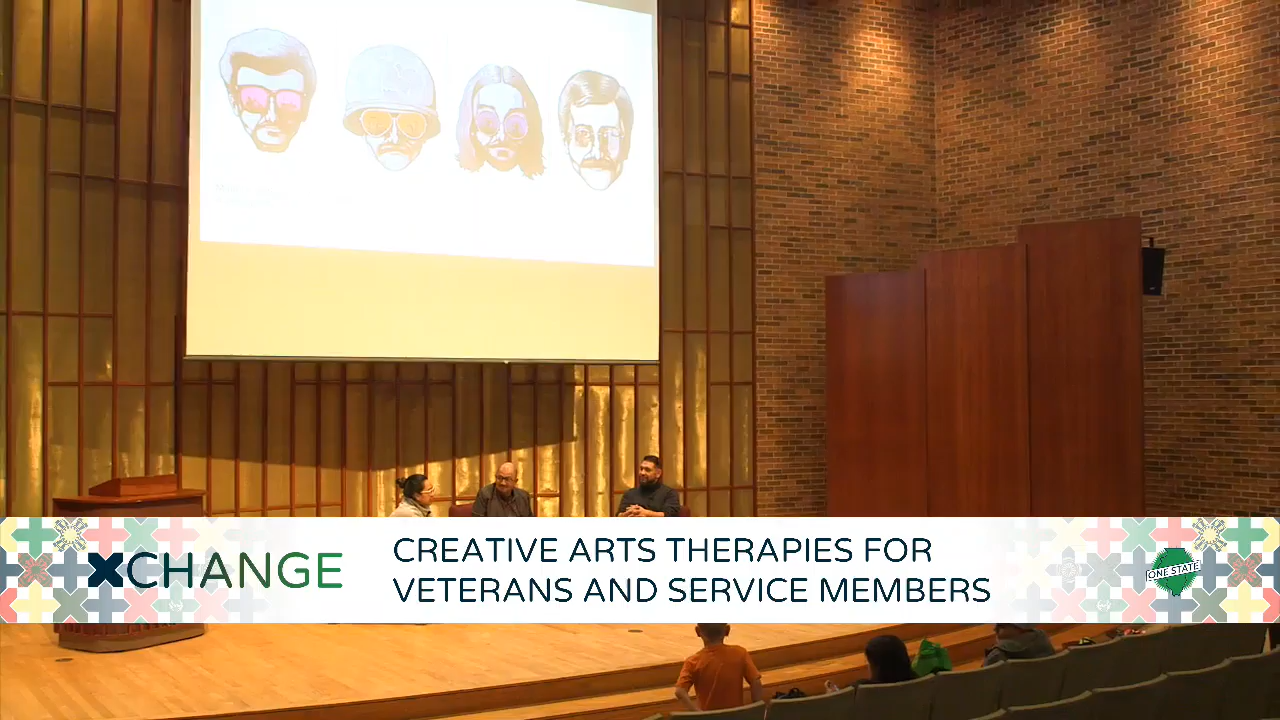 XCHANGE
CREATIVE ARTS THERAPIES FOR
VETERANS AND SERVICE MEMBERS
ONE STATE